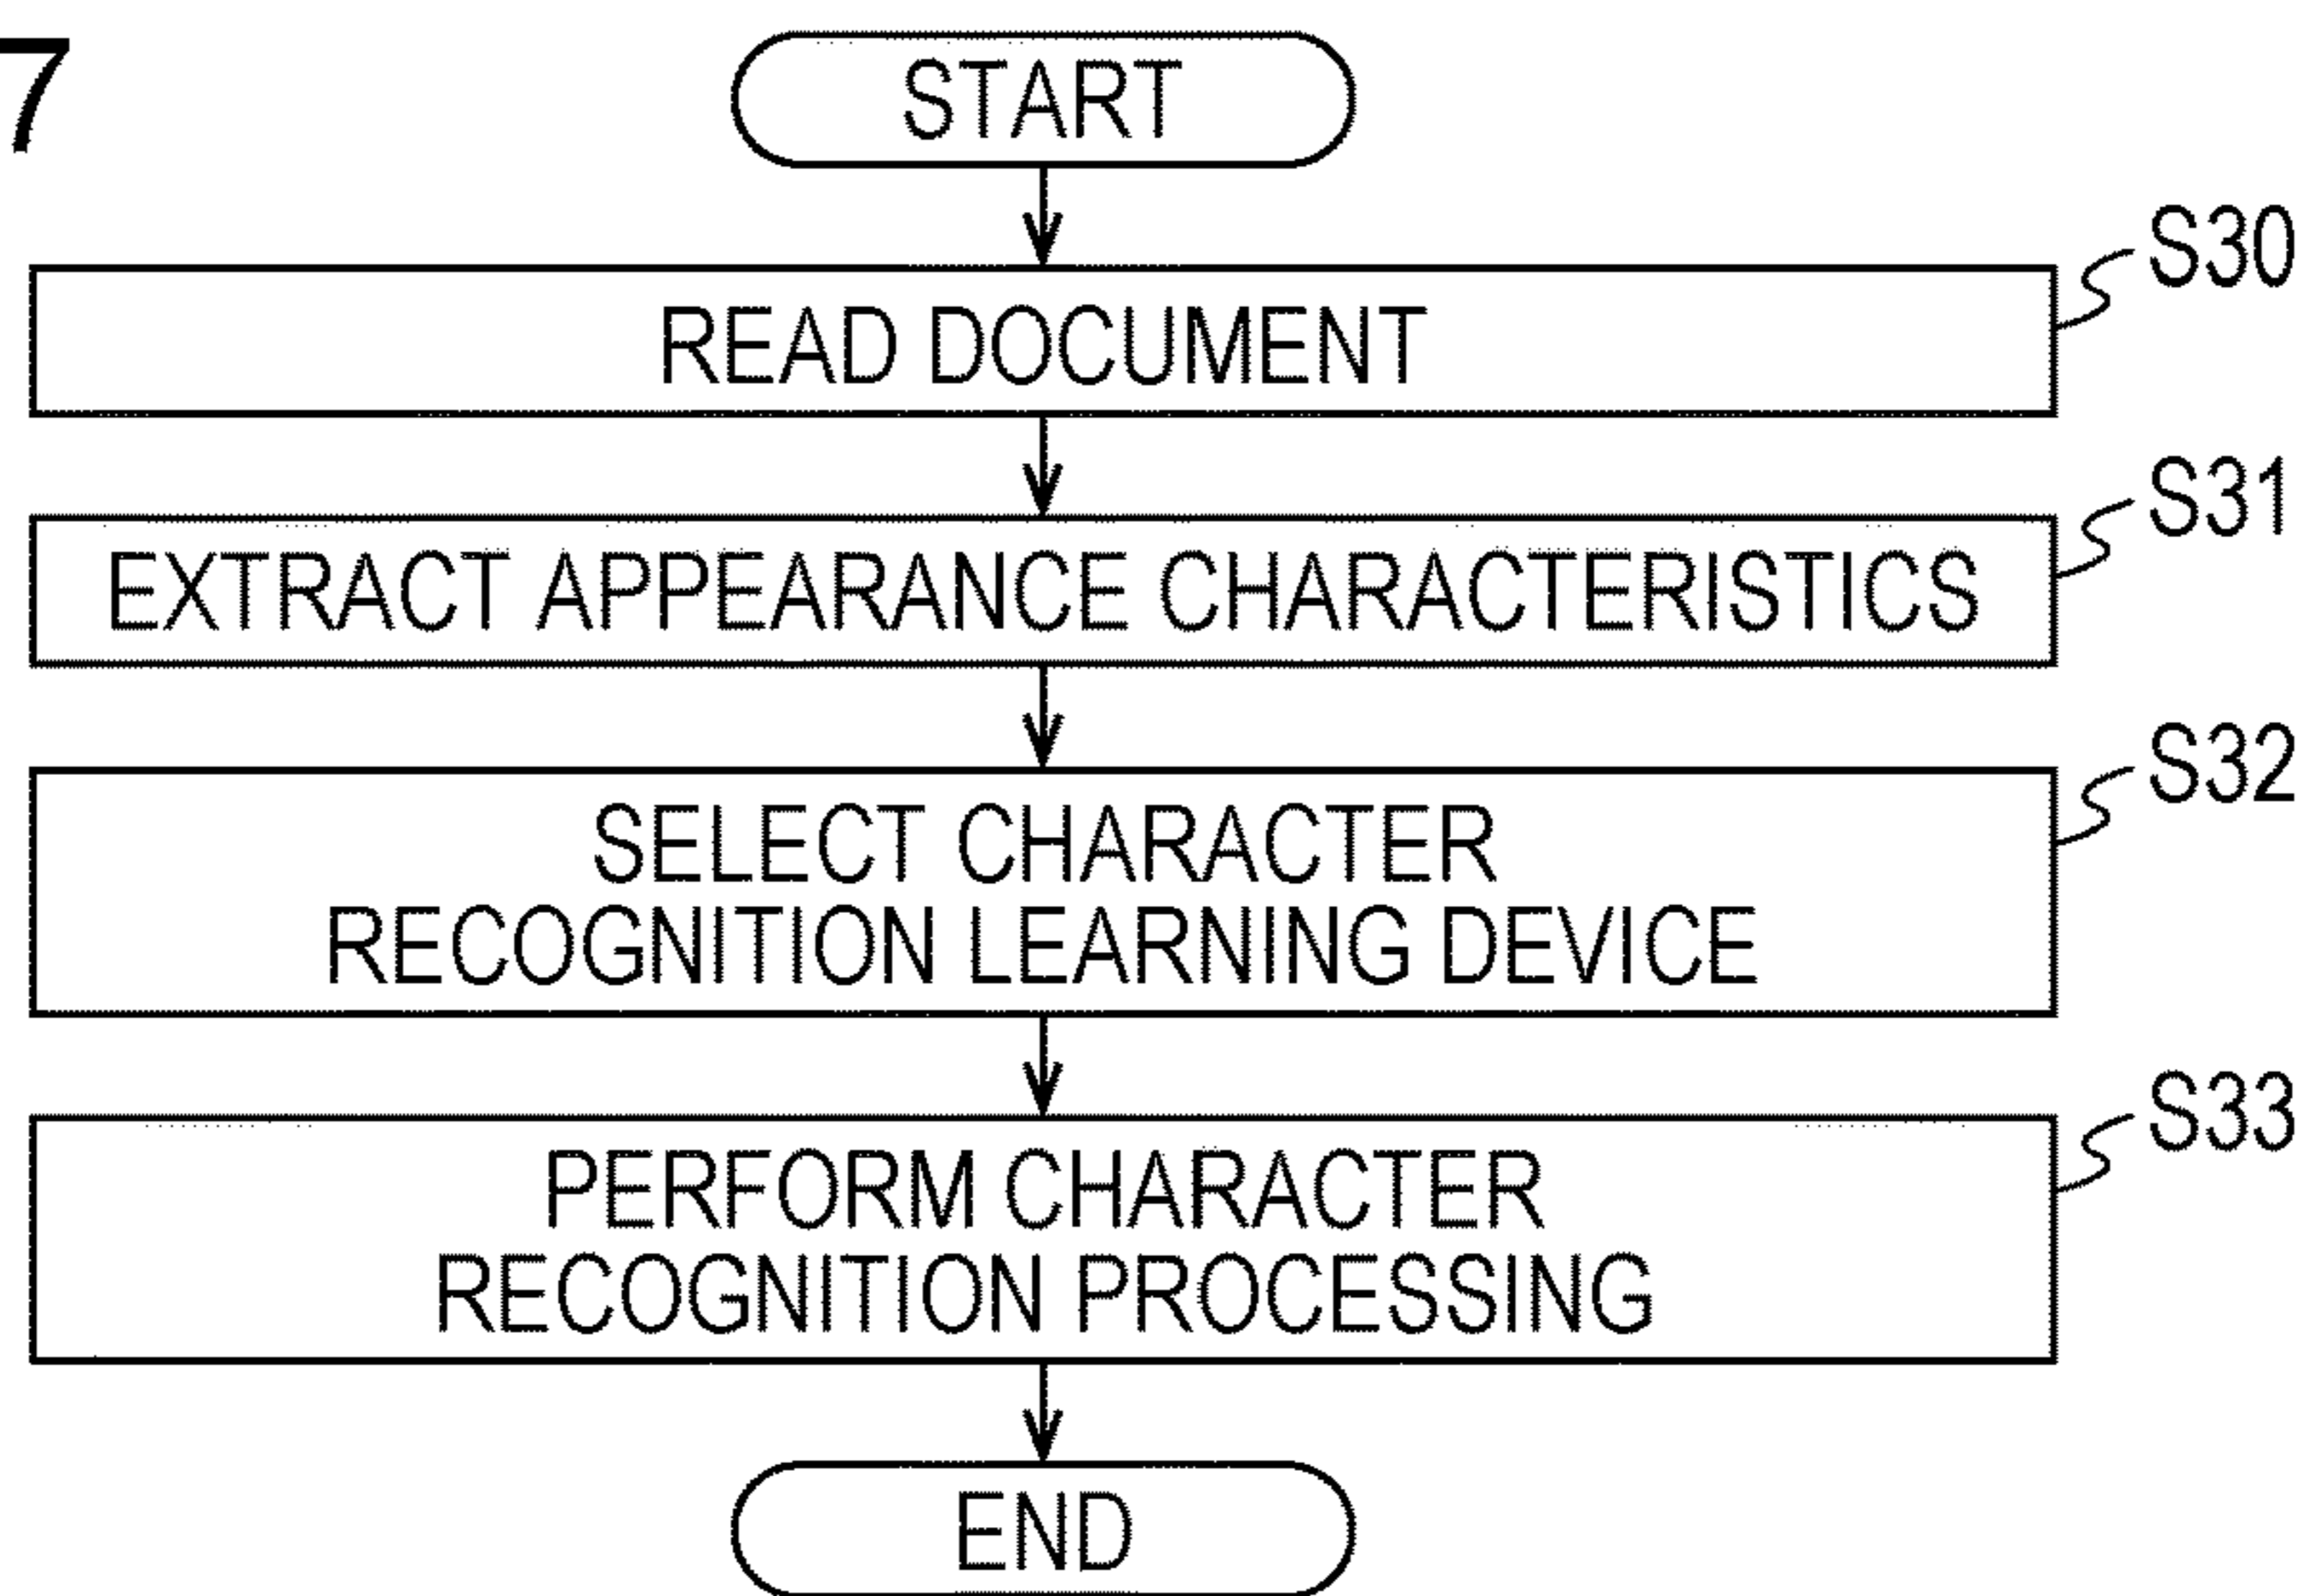 7
START
S30
READ DOCUMENT
S31
EXTRACT APPEARANCE CHARACTERISTICS
S32
SELECT CHARACTER
RECOGNITION LEARNING DEVICE
S33
PERFORM CHARACTER
RECOGNITION PROCESSING
END